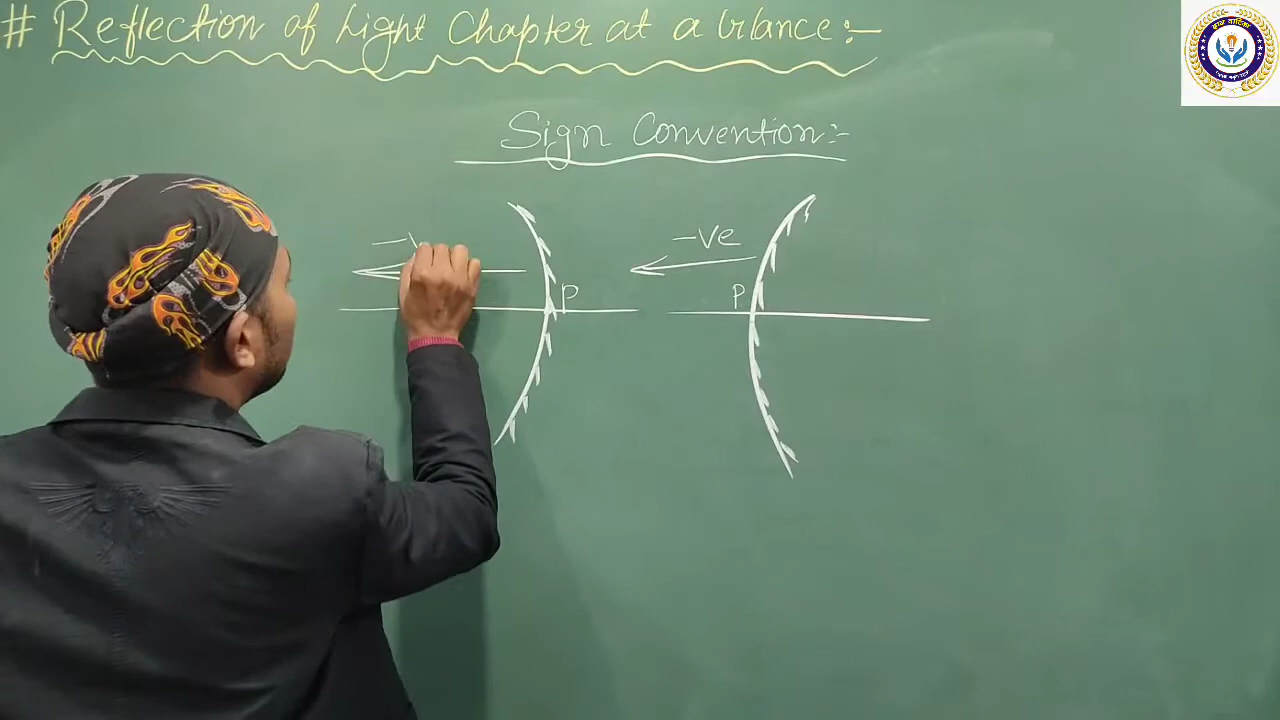 # Reflection of Light Chapter at a Glance:-
Sign Convention:-
-v
-ve
P
P